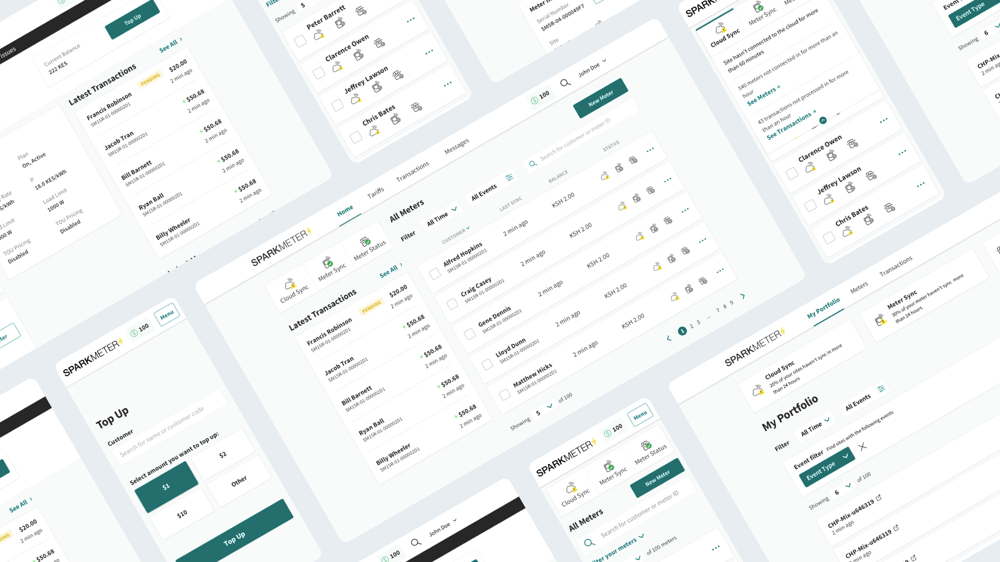 issues
Top Up
Current Balance
222 KES
See All
Latest Transactions
Francis Robinson
SM15R-01-000002D1
PENDING
$20.00
2 min ago
Jacob Tran
SM15R-01-000002D1
+ $50.68
2 min ago
Bill Barnett
SM15R-01-000002D1
+ $50.68
2 min ago
Ryan Ball
SM15R-01-000002D1
+ $50.68
2 min ago
Billy Wheeler
SM15R-01-000002D1
+ $50.68
2 min ago
Plan
On, Active
Rate
P
18.0 KES/kWh
Load Limit
1000 W
TOU Pricing
Disabled
TOU Pricing
Disabled
Showing
5
Peter Barrett
Clarence Owen
Jeffrey Lawson
Chris Bates
Serial Number
SM5R-04-000049F7
Site
Cloud Sync
Meter Sync
Site hasn't connected to the cloud for more
than 60 minutes
540 meters not connected in for more than an
hour
See Meters →
43 transactions not processed in for more
than an hour
See Transactions →
Clarence Owen
Jeffrey Lawson
Chris Bates
Event Type
Showing
6
SPARKMETER
Home
Tariffs
Transactions
Messages
100
John Doe
New Meter
Cloud Sync
Meter Sync
Meter Status
All Meters
Filter
All Time
All Events
Search for customer or meter ID
CUSTOMER
LAST SYNC
BALANCE
STATUS
Alfred Hopkins
SM15R-01-000002D1
2 min ago
KSH 2.00
Craig Casey
SM15R-01-000002D1
2 min ago
KSH 2.00
Gene Dennis
SM15R-01-000002D1
2 min ago
KSH 2.00
Lloyd Dunn
SM15R-01-000002D1
2 min ago
KSH 2.00
Matthew Hicks
SM15R-01-000002D1
2 min ago
KSH 2.00
Showing
5
of 100
1 2 3 ... 7 8 9
See All
Latest Transactions
Francis Robinson
SM15R-01-000002D1
PENDING
$20.00
2 min ago
Jacob Tran
SM15R-01-000002D1
+ $50.68
2 min ago
Bill Barnett
SM15R-01-000002D1
+ $50.68
2 min ago
Ryan Ball
SM15R-01-000002D1
+ $50.68
2 min ago
Billy Wheeler
SM15R-01-000002D1
+ $50.68
2 min ago
SPARKMETER
100
Menu
Top Up
Customer
Search for name or customer code
Select amount you want to top up:
$1
$2
$10
Other
Top Up
See All
$20.00
2 min ago
$50.68
100
John Doe
SPARKMETER
100
Menu
Cloud Sync
Meter Sync
Meter Status
New Meter
All Meters
Search for customer or meter ID
your meters
of 100 meters
SPARKMETER
My Portfolio
Meters
Transactions
Cloud Sync
20% of your sites haven't sync in more
than 24 hours
Meter Sync
30% of your meter haven't sync more
than 24 hours
My Portfolio
Filter
All Time
All Events
Event filter
Find sites with the following events
Event Type
Showing
6
of 100
CHP-Mix-u646319
2 min ago
CHP-Mix-u646319
min ago